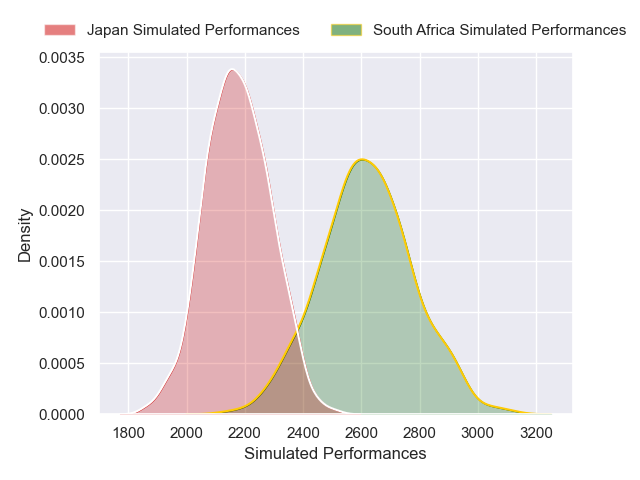 Japan Simulated Performances South Africa Simulated Performances
0.0035
0.0030
0.0025
0.0020
0.0015
0.0010
0.0005
0.0000
Density
1800 2000 2200 2400 2600 2800 3000 3200
Simulated Performances